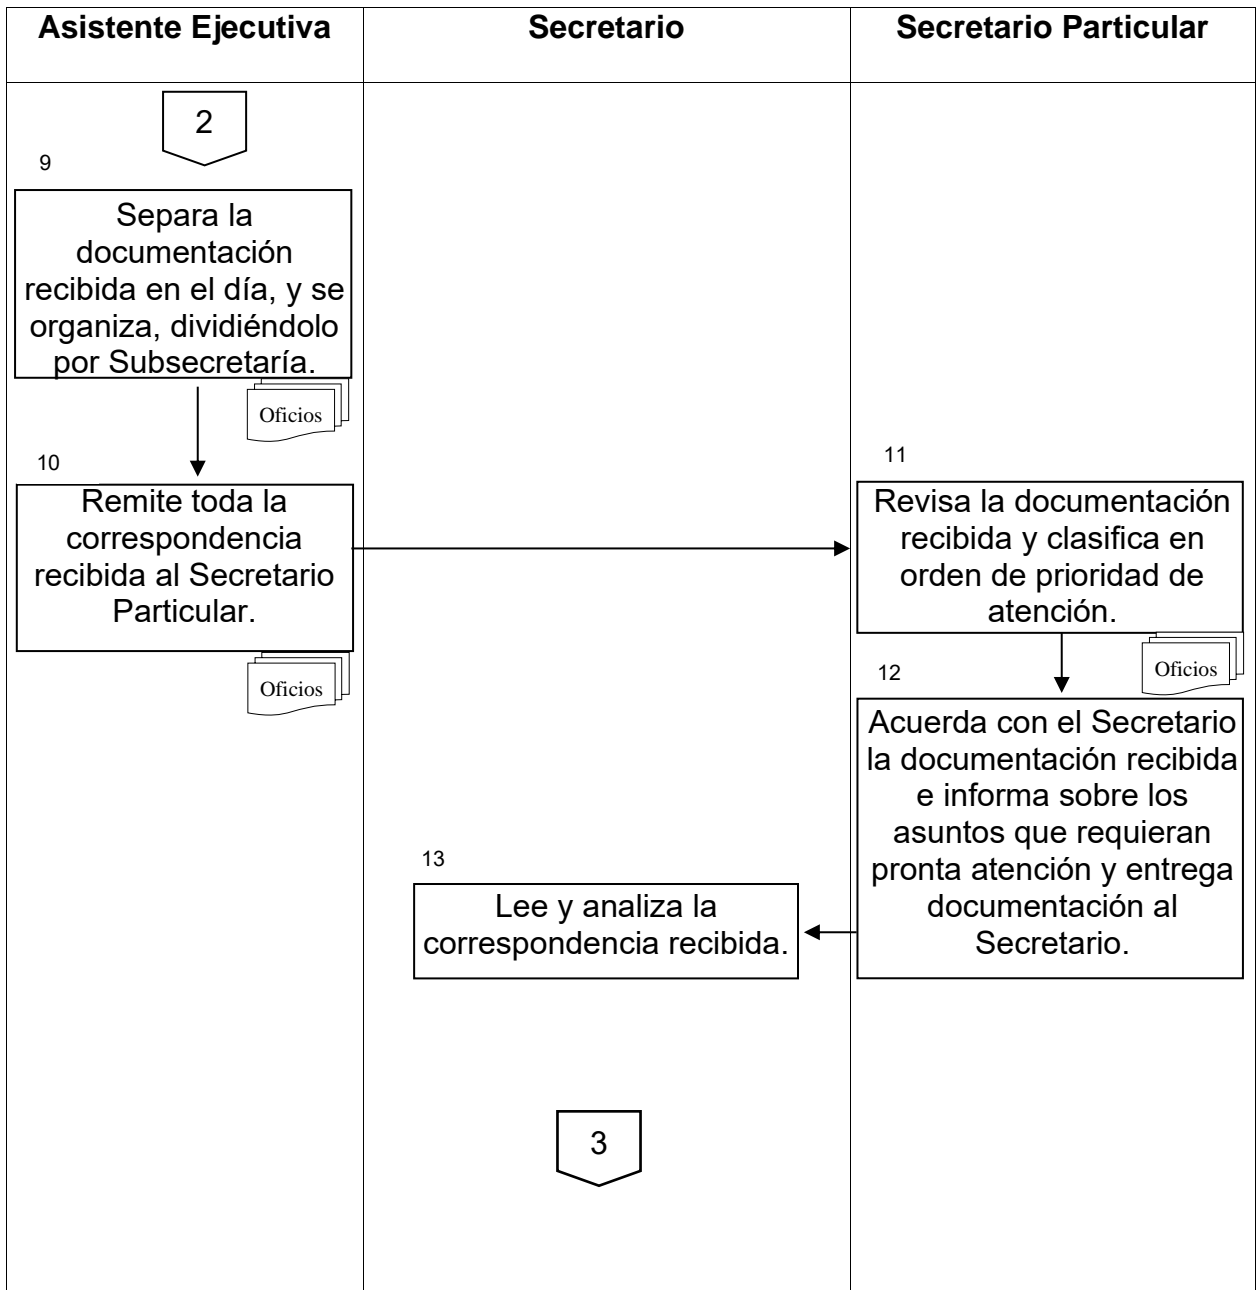 Asistente Ejecutiva
Secretario
Secretario Particular
2
9
Separa la
documentación
recibida en el día, y se
organiza, dividiéndolo
por Subsecretaría.
Oficios
10
Remite toda la
correspondencia
recibida al Secretario
Particular.
Oficios
11
Revisa la documentación
recibida y clasifica en
orden de prioridad de
atención.
Oficios
12
Acuerda con el Secretario
la documentación recibida
e informa sobre los
asuntos que requieran
pronta atención y entrega
documentación al
Secretario.
13
Lee y analiza la
correspondencia recibida.
3